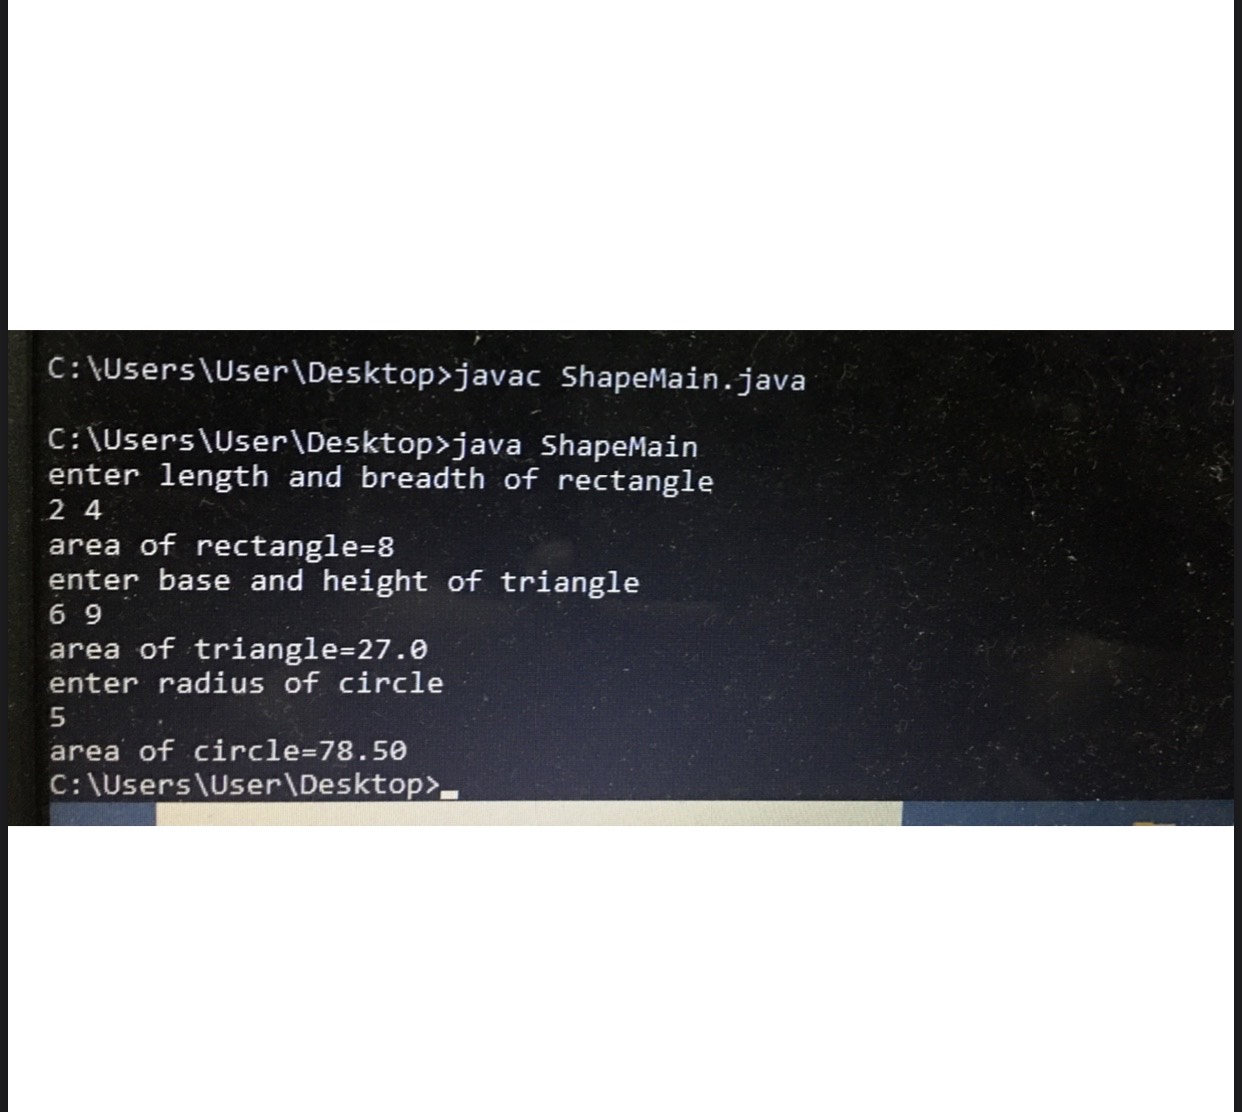 C:\Users\User\Desktop>javac ShapeMain.java
C:\Users\User\Desktop>java ShapeMain
enter length and breadth of rectangle
2 4
area of rectangle=8
enter base and height of triangle
6 9
area of triangle=27.0
enter radius of circle
5
area of circle=78.50
C:\Users\User\Desktop>